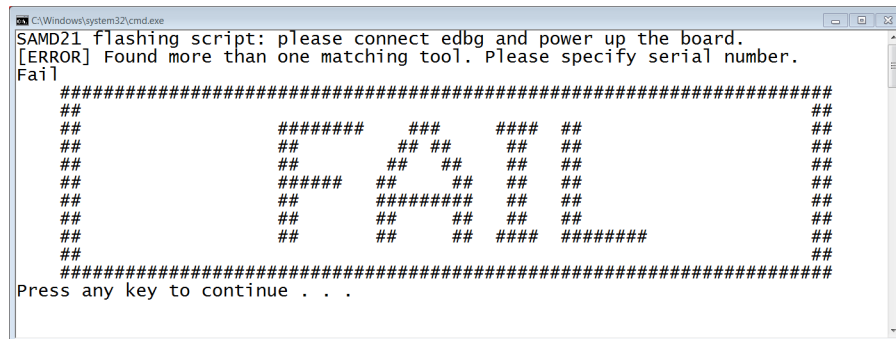 C:\Windows\system32\cmd.exe
SAMD21 flashing script: please connect edbg and power up the board.
[ERROR] Found more than one matching tool. Please specify serial number.
Fail
FAIL
Press any key to continue . . .